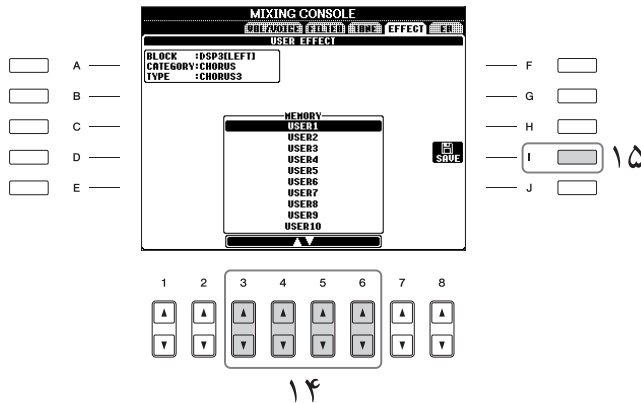 MIXING CONSOLE
VOL/VOICE FILTER TUNE EFFECT EQ
USER EFFECT
BLOCK :DSP3[LEFT]
CATEGORY:CHORUS
TYPE :CHORUS3
MEMORY
USER1
USER2
USER3
USER4
USER5
USER6
USER7
USER8
USER9
USER10
SAVE
A
B
C
D
E
F
G
H
I
J
۱۵
1 2 3 4 5 6 7 8
۱۴